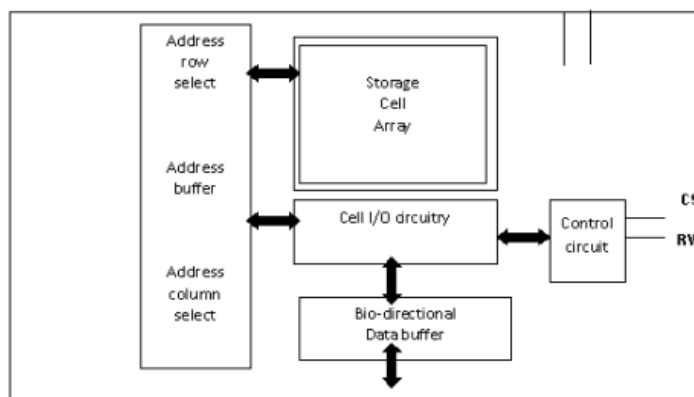 Address
row
select
Address
buffer
Address
column
select
Storage
Cell
Array
Cell I/O circuitry
Bio-directional
Data buffer
Control
circuit
CS